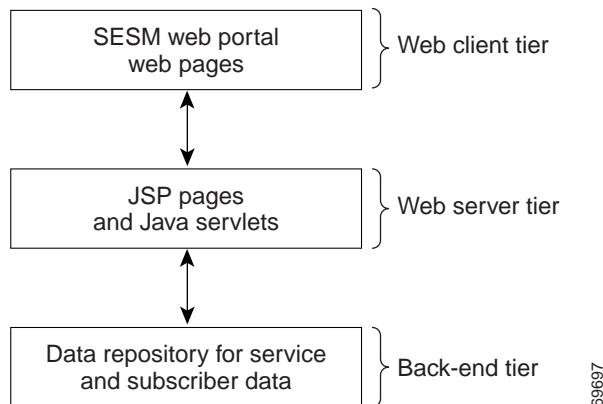 SESM web portal
web pages
Web client tier
JSP pages
and Java servlets
Web server tier
Data repository for service
and subscriber data
Back-end tier
69697